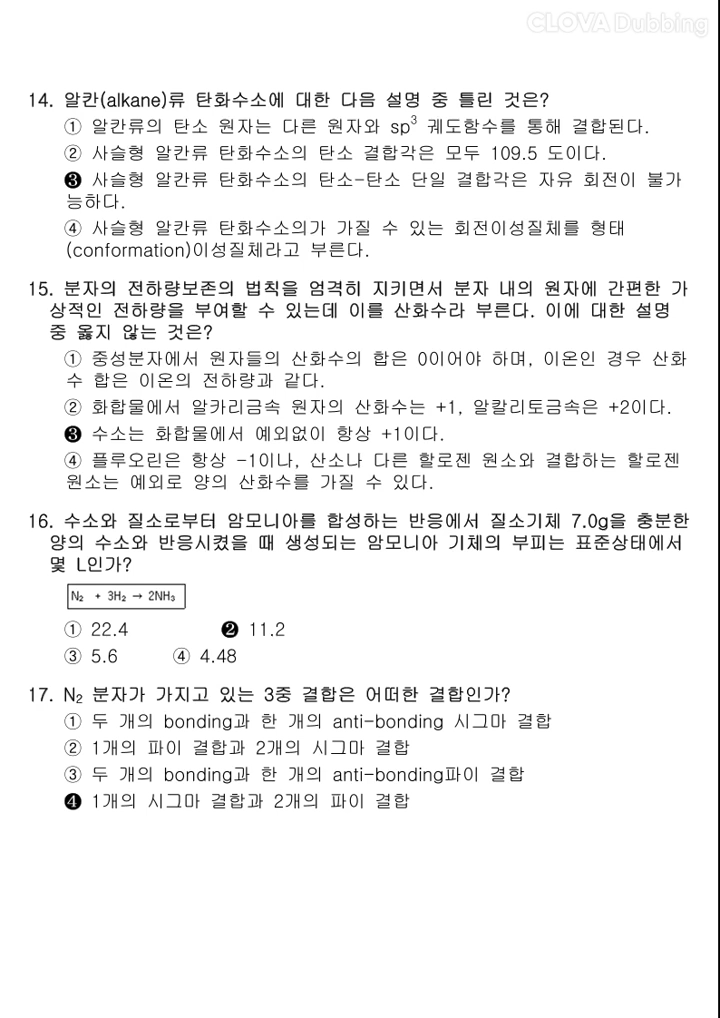 CLOVA Dubbing
14. 알칸(alkane)류 탄화수소에 대한 다음 설명 중 틀린 것은?
① 알칸류의 탄소 원자는 다른 원자와 sp³ 궤도함수를 통해 결합된다.
② 사슬형 알칸류 탄화수소의 탄소 결합각은 모두 109.5 도이다.
❸ 사슬형 알칸류 탄화수소의 탄소-탄소 단일 결합각은 자유 회전이 불가
능하다.
④ 사슬형 알칸류 탄화수소의가 가질 수 있는 회전이성질체를 형태
(conformation)이성질체라고 부른다.
15. 분자의 전하량보존의 법칙을 엄격히 지키면서 분자 내의 원자에 간편한 가
상적인 전하량을 부여할 수 있는데 이를 산화수라 부른다. 이에 대한 설명
중 옳지 않는 것은?
① 중성분자에서 원자들의 산화수의 합은 0이어야 하며, 이온인 경우 산화
수 합은 이온의 전하량과 같다.
② 화합물에서 알카리금속 원자의 산화수는 +1, 알칼리토금속은 +2이다.
❸ 수소는 화합물에서 예외없이 항상 +1이다.
④ 플루오린은 항상 -1이나, 산소나 다른 할로젠 원소와 결합하는 할로젠
원소는 예외로 양의 산화수를 가질 수 있다.
16. 수소와 질소로부터 암모니아를 합성하는 반응에서 질소기체 7.0g을 충분한
양의 수소와 반응시켰을 때 생성되는 암모니아 기체의 부피는 표준상태에서
몇 L인가?
N₂ + 3H₂ → 2NH₃
① 22.4 ❷ 11.2
③ 5.6 ④ 4.48
17. N₂ 분자가 가지고 있는 3중 결합은 어떠한 결합인가?
① 두 개의 bonding과 한 개의 anti-bonding 시그마 결합
② 1개의 파이 결합과 2개의 시그마 결합
③ 두 개의 bonding과 한 개의 anti-bonding파이 결합
❹ 1개의 시그마 결합과 2개의 파이 결합